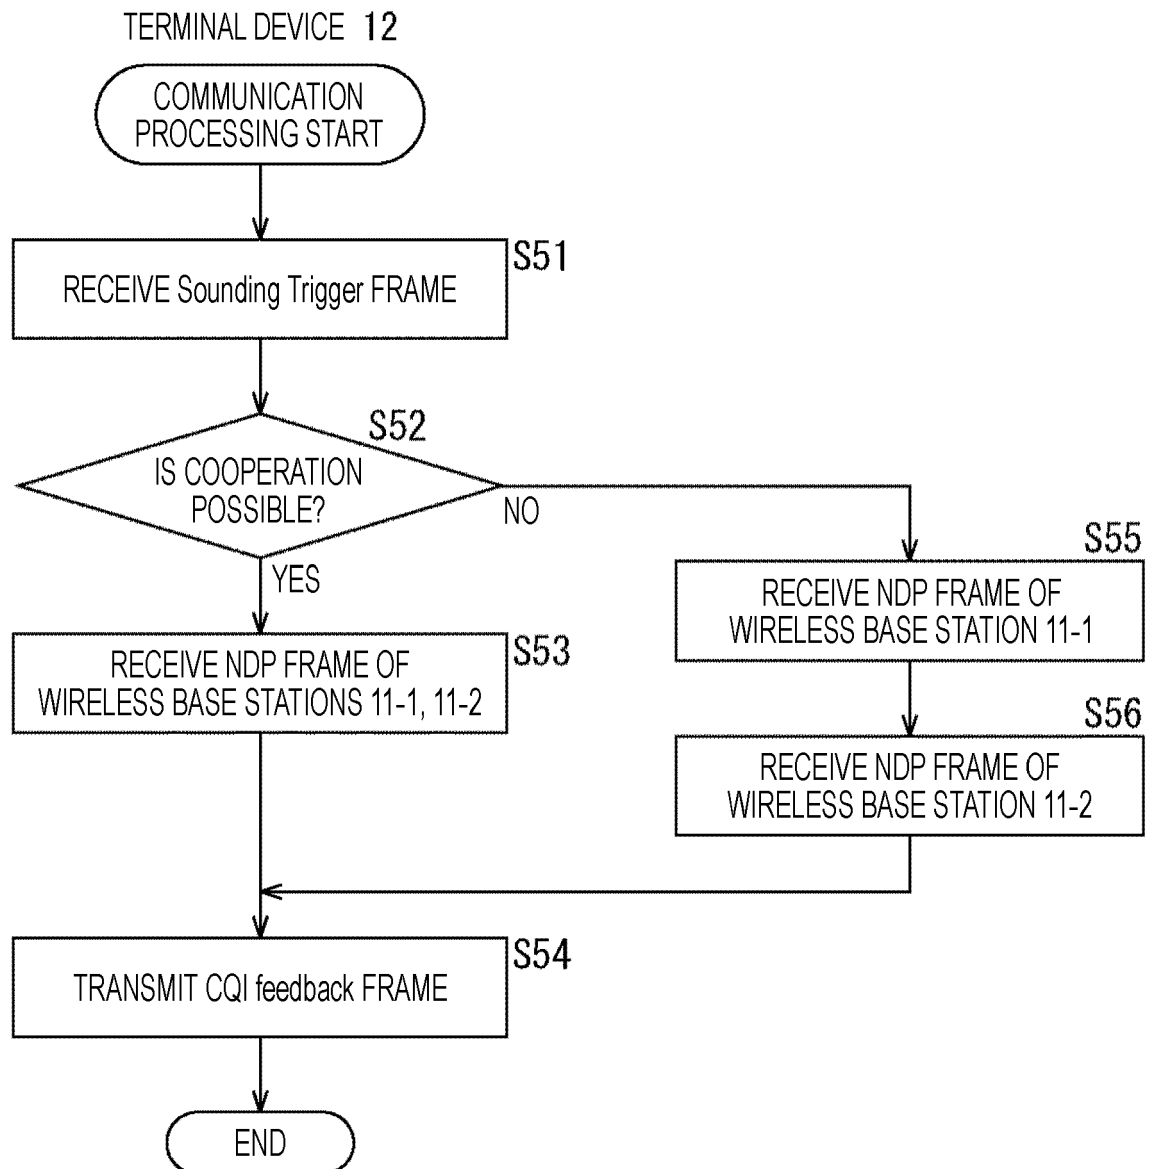 TERMINAL DEVICE 12
COMMUNICATION
PROCESSING START
S51
RECEIVE Sounding Trigger FRAME
S52
IS COOPERATION
POSSIBLE?
NO
YES
S53
RECEIVE NDP FRAME OF
WIRELESS BASE STATIONS 11-1, 11-2
S55
RECEIVE NDP FRAME OF
WIRELESS BASE STATION 11-1
S56
RECEIVE NDP FRAME OF
WIRELESS BASE STATION 11-2
S54
TRANSMIT CQI feedback FRAME
END